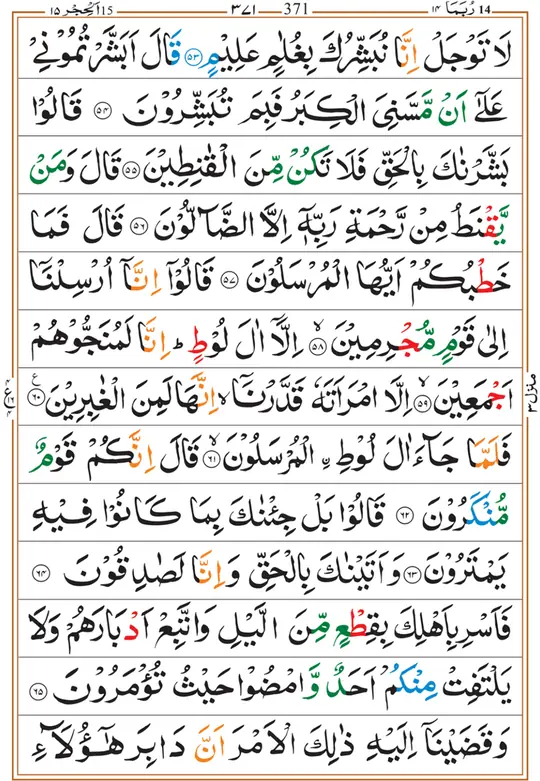 15 اَلْحِجْر ١٥ ٣٧١ 371 14 رُبَمَا ١٤
لَا تَوْجَلْ اِنَّا نُبَشِّرُكَ بِغُلٰمٍ عَلِيْمٍ ۝٥٣ قَالَ اَبَشَّرْتُمُوْنِيْ
عَلٰۤى اَنْ مَّسَّنِيَ الْكِبَرُ فَبِمَ تُبَشِّرُوْنَ ۝٥٤ قَالُوْا
بَشَّرْنٰكَ بِالْحَقِّ فَلَا تَكُنْ مِّنَ الْقٰنِطِيْنَ ۝٥٥ قَالَ وَمَنْ
يَّقْنَطُ مِنْ رَّحْمَةِ رَبِّهٖۤ اِلَّا الضَّآلُّوْنَ ۝٥٦ قَالَ فَمَا
خَطْبُكُمْ اَيُّهَا الْمُرْسَلُوْنَ ۝٥٧ قَالُوْۤا اِنَّاۤ اُرْسِلْنَاۤ
اِلٰى قَوْمٍ مُّجْرِمِيْنَ ۝٥٨ۙ اِلَّاۤ اٰلَ لُوْطٍ ؕ اِنَّا لَمُنَجُّوْهُمْ
اَجْمَعِيْنَ ۝٥٩ۙ اِلَّا امْرَاَتَهٗ قَدَّرْنَاۤ ۙ اِنَّهَا لَمِنَ الْغٰبِرِيْنَ ۝٦٠ ع
فَلَمَّا جَآءَ اٰلَ لُوْطِ ۣالْمُرْسَلُوْنَ ۝٦١ۙ قَالَ اِنَّكُمْ قَوْمٌ
مُّنْكَرُوْنَ ۝٦٢ قَالُوْا بَلْ جِئْنٰكَ بِمَا كَانُوْا فِيْهِ
يَمْتَرُوْنَ ۝٦٣ وَاَتَيْنٰكَ بِالْحَقِّ وَاِنَّا لَصٰدِقُوْنَ ۝٦٤
فَاَسْرِ بِاَهْلِكَ بِقِطْعٍ مِّنَ الَّيْلِ وَاتَّبِعْ اَدْبَارَهُمْ وَلَا
يَلْتَفِتْ مِنْكُمْ اَحَدٌ وَّامْضُوْا حَيْثُ تُؤْمَرُوْنَ ۝٦٥
وَقَضَيْنَاۤ اِلَيْهِ ذٰلِكَ الْاَمْرَ اَنَّ دَابِرَ هٰۤؤُلَآءِ
منزل ٣